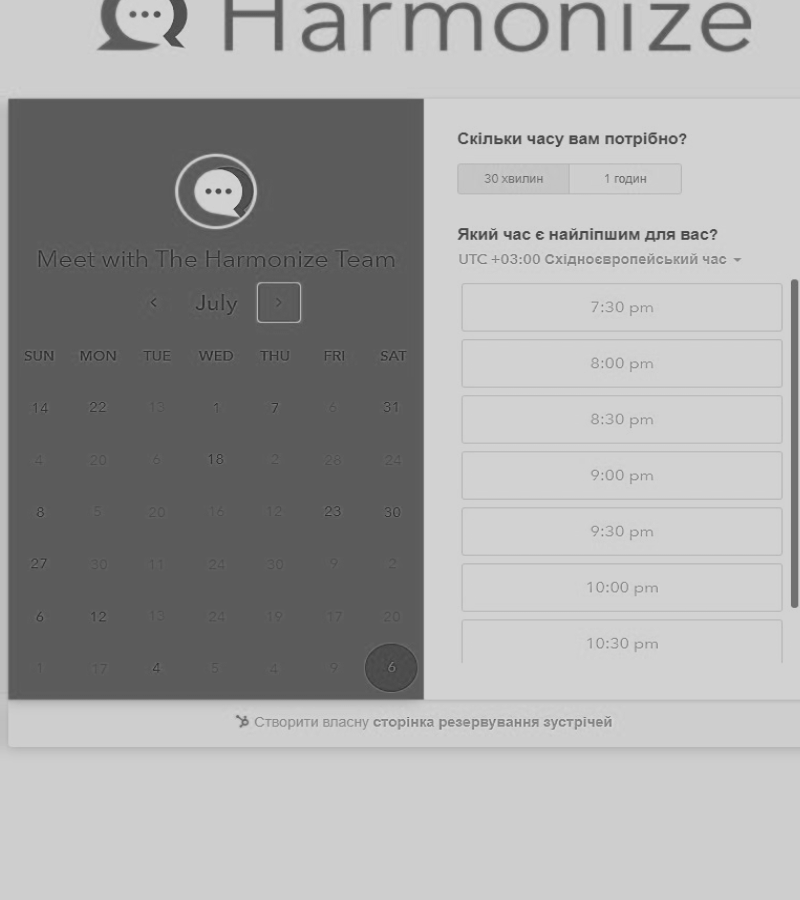 Harmonize
Meet with The Harmonize Team
July
SUN MON TUE WED THU FRI SAT
14 22 13 1 7 6 31
4 20 6 18 2 28 24
8 5 20 16 12 23 30
27 30 11 24 30 9 2
6 12 13 24 19 17 20
1 17 4 5 4 9 6
Скільки часу вам потрібно?
30 хвилин 1 годин
Який час є найліпшим для вас?
UTC +03:00 Східноєвропейський час
7:30 pm
8:00 pm
8:30 pm
9:00 pm
9:30 pm
10:00 pm
10:30 pm
Створити власну сторінка резервування зустрічей